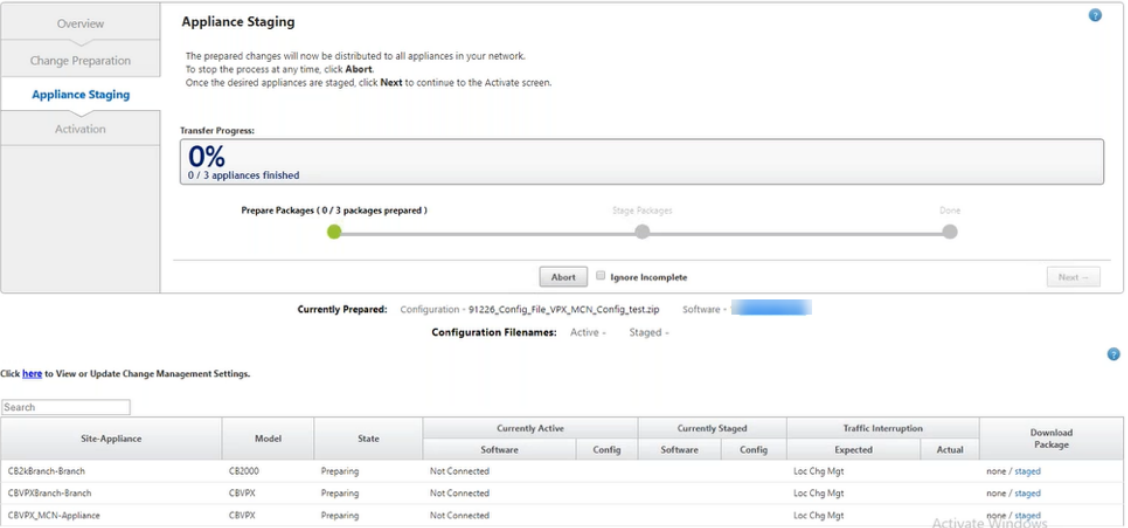 Overview
Change Preparation
Appliance Staging
Activation
Appliance Staging
?
The prepared changes will now be distributed to all appliances in your network.
To stop the process at any time, click Abort.
Once the desired appliances are staged, click Next to continue to the Activate screen.
Transfer Progress:
0%
0 / 3 appliances finished
Prepare Packages ( 0 / 3 packages prepared ) Stage Packages Done
Abort Ignore Incomplete Next →
Currently Prepared: Configuration - 91226_Config_File_VPX_MCN_Config_test.zip Software -
Configuration Filenames: Active - Staged -
?
Click here to View or Update Change Management Settings.
Search
Site-Appliance Model State Currently Active Currently Staged Traffic Interruption Download Package
Software Config Software Config Expected Actual
CB2kBranch-Branch CB2000 Preparing Not Connected Loc Chg Mgt none / staged
CBVPXBranch-Branch CBVPX Preparing Not Connected Loc Chg Mgt none / staged
CBVPX_MCN-Appliance CBVPX Preparing Not Connected Loc Chg Mgt none / staged
Activate Windows